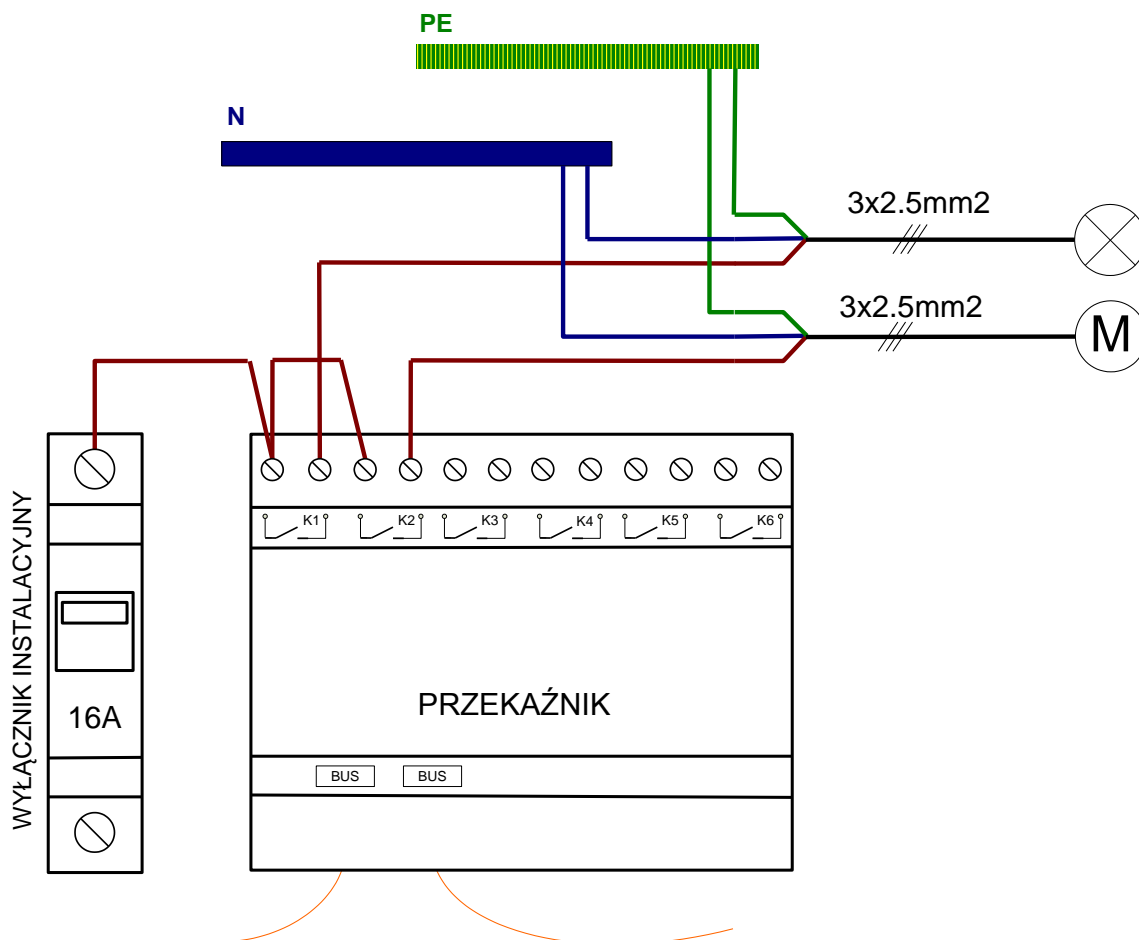 PE
N
3x2.5mm2
3x2.5mm2
M
K1 K2 K3 K4 K5 K6
WYŁĄCZNIK INSTALACYJNY
16A
PRZEKAŹNIK
BUS BUS